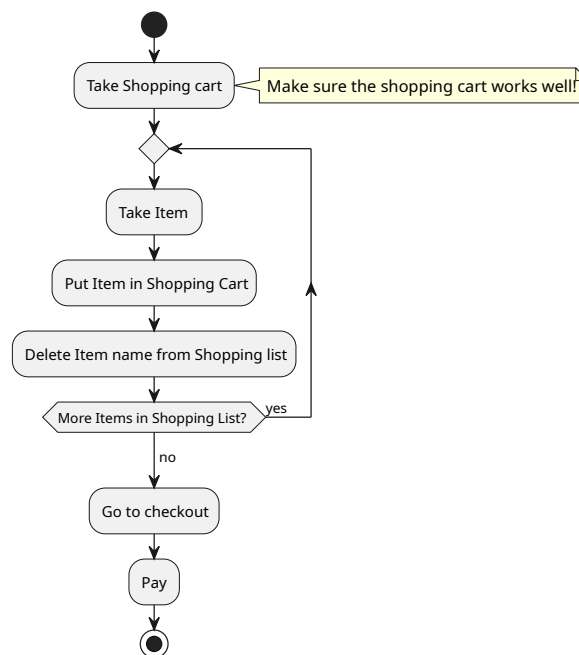 Take Shopping cart
Make sure the shopping cart works well!
Take Item
Put Item in Shopping Cart
Delete Item name from Shopping list
More Items in Shopping List?
yes
no
Go to checkout
Pay